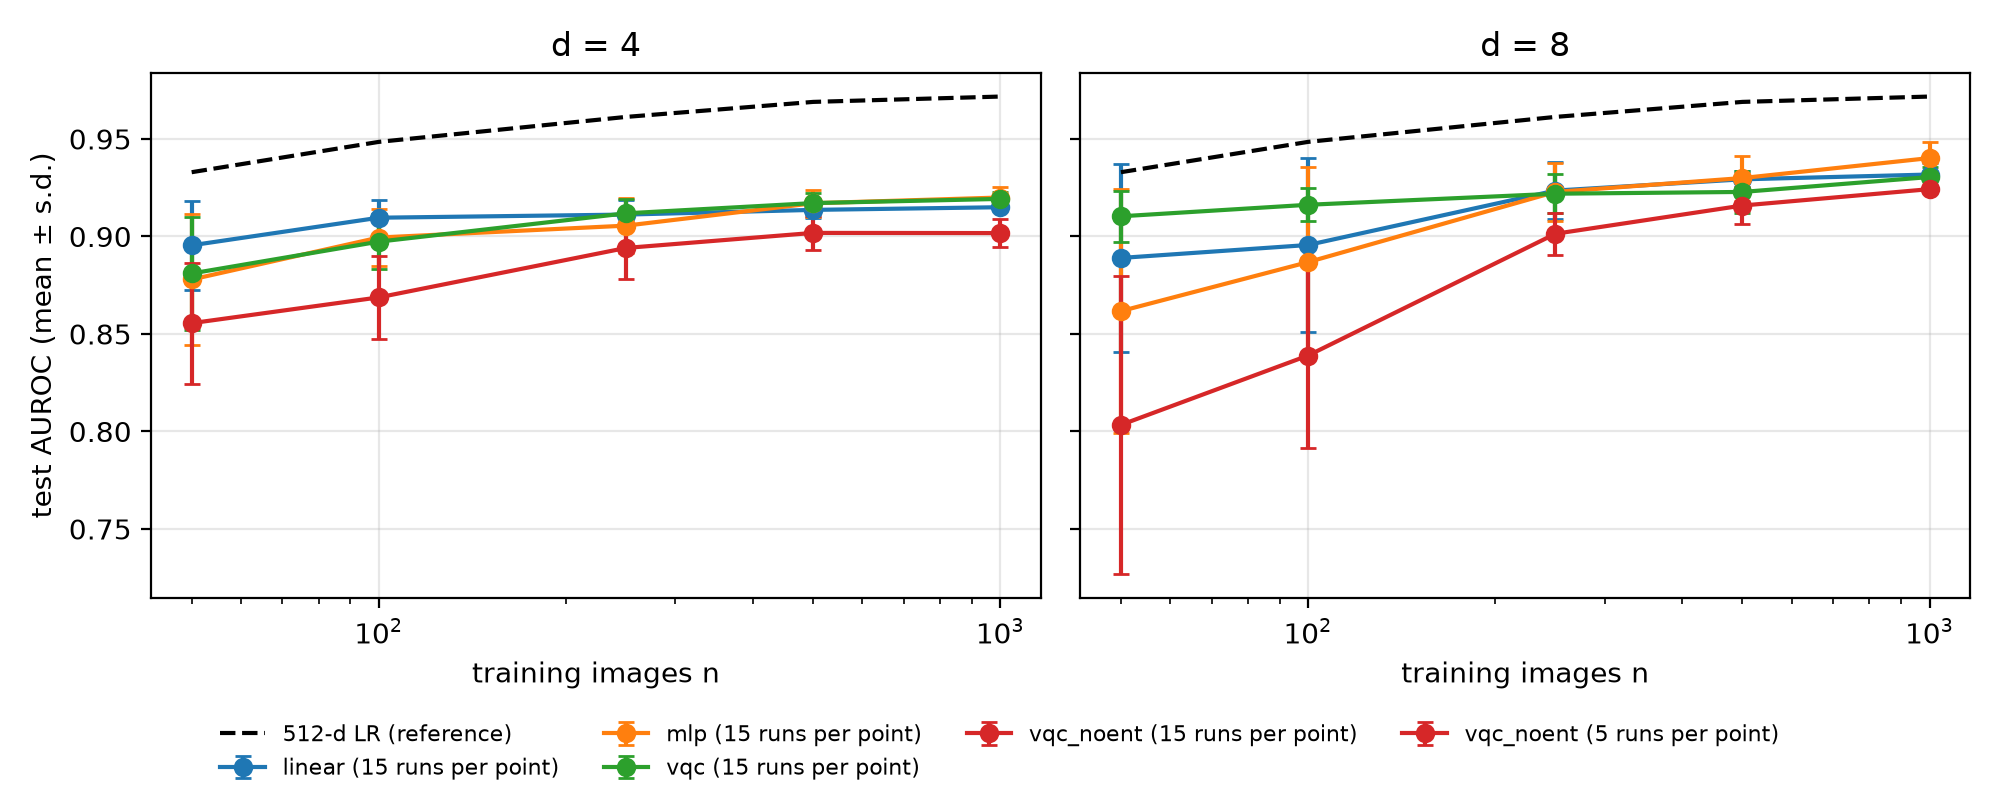 d = 4
d = 8
test AUROC (mean ± s.d.)
0.95
0.90
0.85
0.80
0.75
10²
10³
10²
10³
training images n
training images n
512-d LR (reference)
linear (15 runs per point)
mlp (15 runs per point)
vqc (15 runs per point)
vqc_noent (15 runs per point)
vqc_noent (5 runs per point)